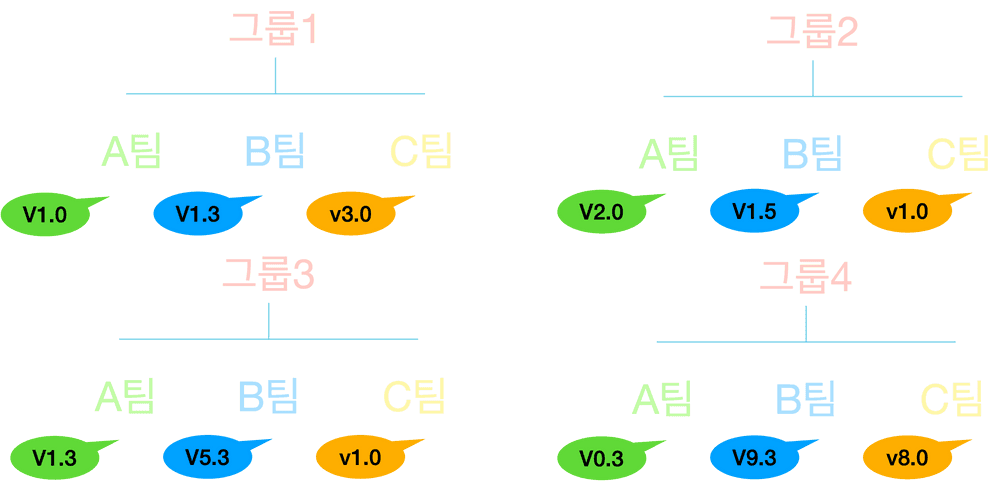 그룹1
A팀 B팀 C팀
V1.0 V1.3 v3.0
그룹2
A팀 B팀 C팀
V2.0 V1.5 v1.0
그룹3
A팀 B팀 C팀
V1.3 V5.3 v1.0
그룹4
A팀 B팀 C팀
V0.3 V9.3 v8.0